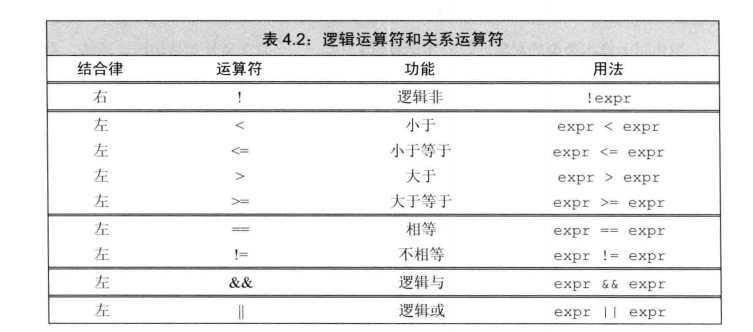 表 4.2：逻辑运算符和关系运算符
结合律 运算符 功能 用法
右 ! 逻辑非 !expr
左 < 小于 expr < expr
左 <= 小于等于 expr <= expr
左 > 大于 expr > expr
左 >= 大于等于 expr >= expr
左 == 相等 expr == expr
左 != 不相等 expr != expr
左 && 逻辑与 expr && expr
左 || 逻辑或 expr || expr